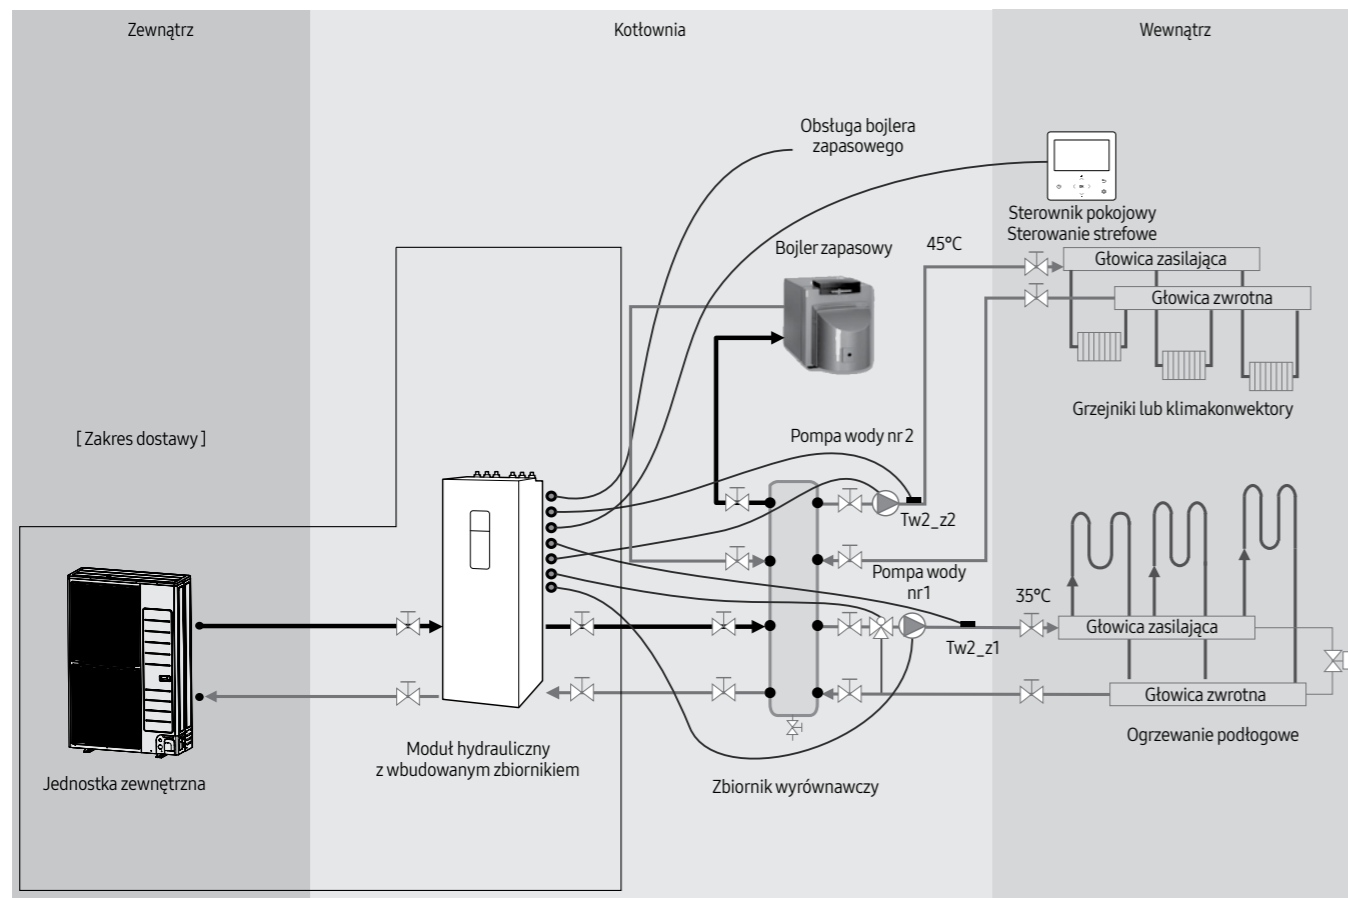 Zewnątrz
Kotłownia
Wewnątrz
Obsługa bojlera
zapasowego
Sterownik pokojowy
Sterowanie strefowe
Bojler zapasowy
45°C
Głowica zasilająca
Głowica zwrotna
Grzejniki lub klimakonwektory
[ Zakres dostawy ]
Pompa wody nr 2
Tw2_z2
Pompa wody
nr1
35°C
Tw2_z1
Głowica zasilająca
Głowica zwrotna
Ogrzewanie podłogowe
Moduł hydrauliczny
z wbudowanym zbiornikiem
Jednostka zewnętrzna
Zbiornik wyrównawczy